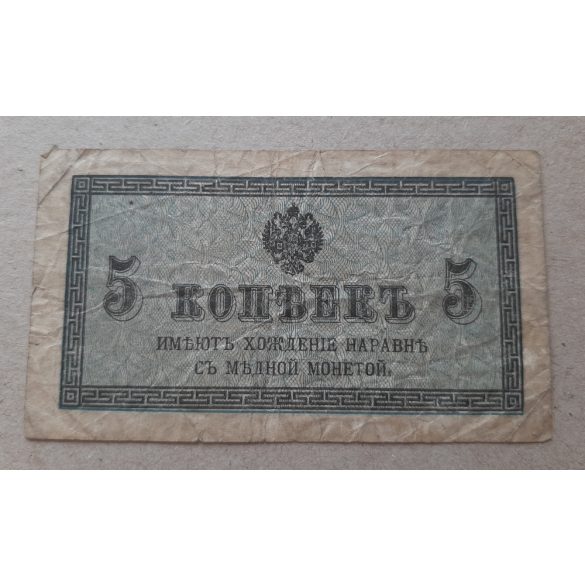 5 КОПѢЕКЪ 5
ИМѢЮТЪ ХОЖДЕНІЕ НАРАВНѢ
СЪ МѢДНОЙ МОНЕТОЙ.